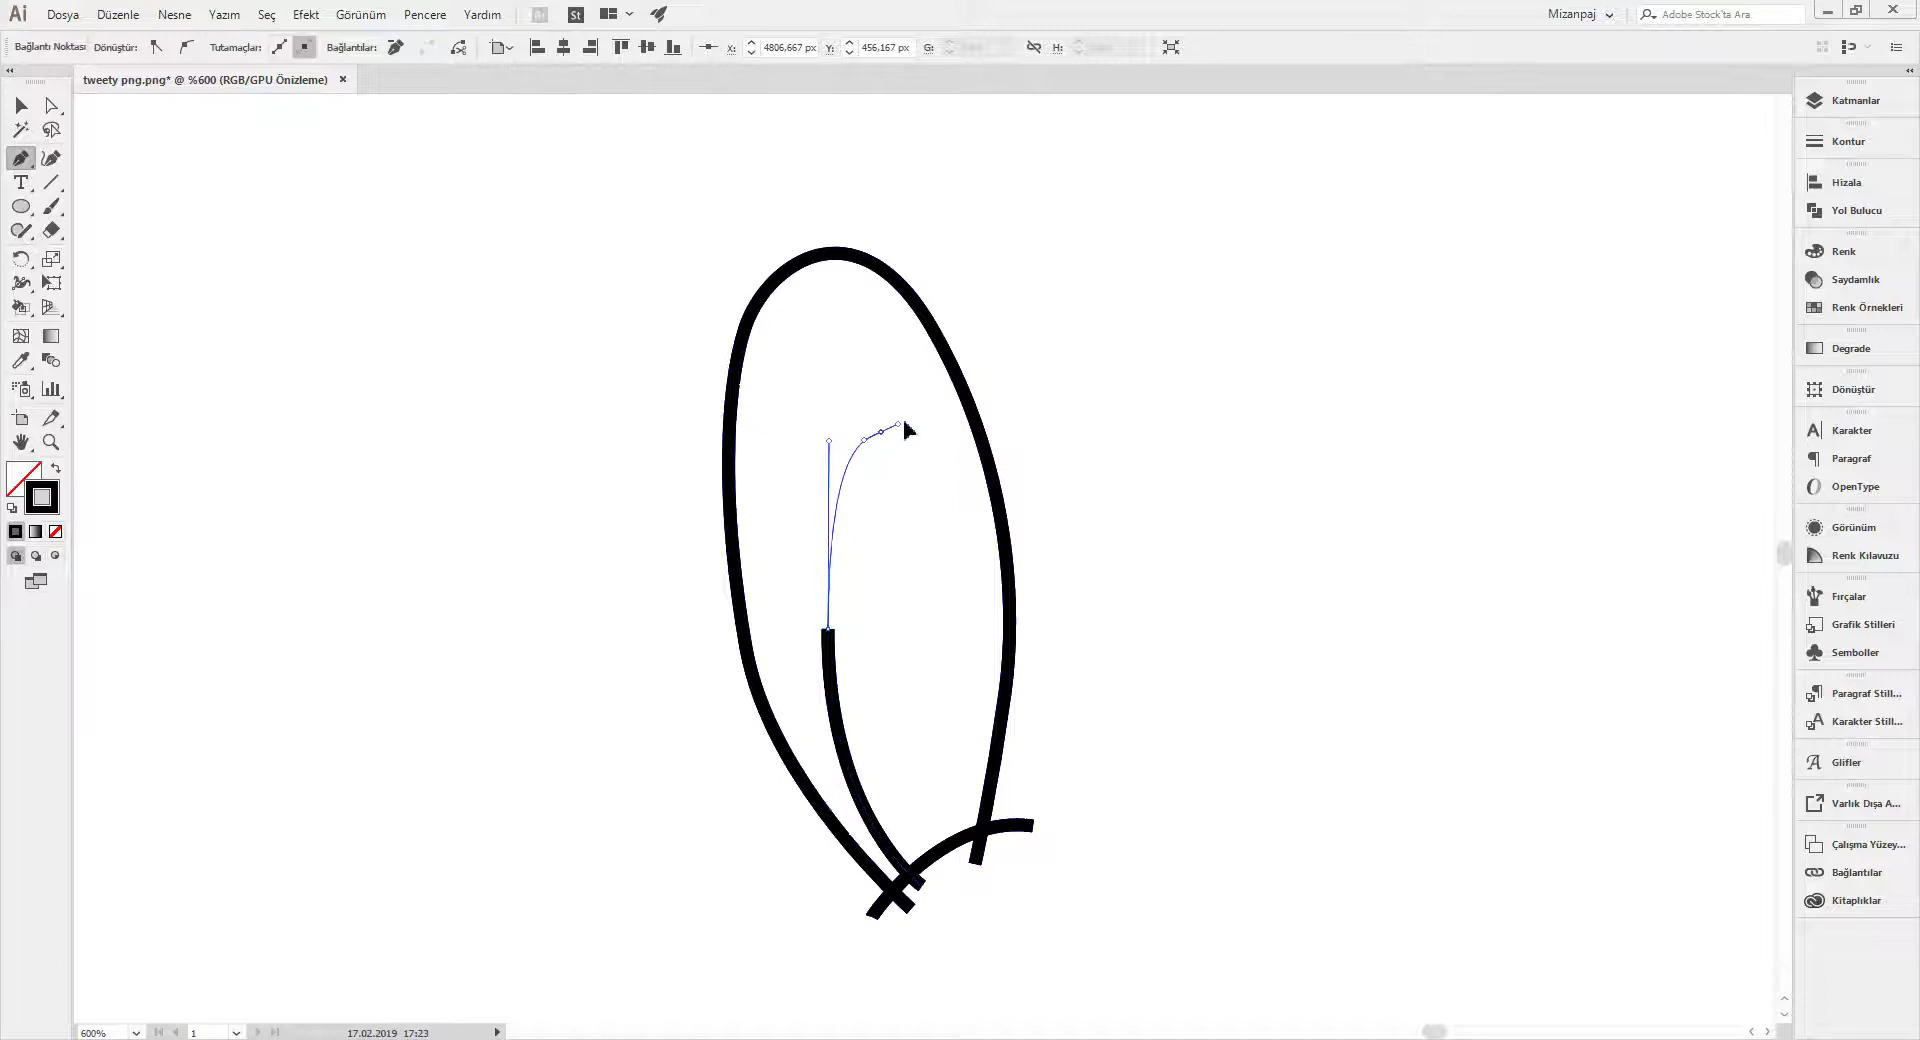 Ai Dosya Düzenle Nesne Yazım Seç Efekt Görünüm Pencere Yardım Br St Mizanpaj Adobe Stock'ta Ara
Bağlantı Noktası Dönüştür: Tutamaçlar: Bağlantılar: X: 4806,667 px Y: 456,167 px G: H:
tweety png.png* @ %600 (RGB/GPU Önizleme)
Katmanlar
Kontur
Hizala
Yol Bulucu
Renk
Saydamlık
Renk Örnekleri
Degrade
Dönüştür
Karakter
Paragraf
OpenType
Görünüm
Renk Kılavuzu
Fırçalar
Grafik Stilleri
Semboller
Paragraf Still...
Karakter Still...
Glifler
Varlık Dışa A...
Çalışma Yüzey...
Bağlantılar
Kitaplıklar
600% 1 17.02.2019 17:23